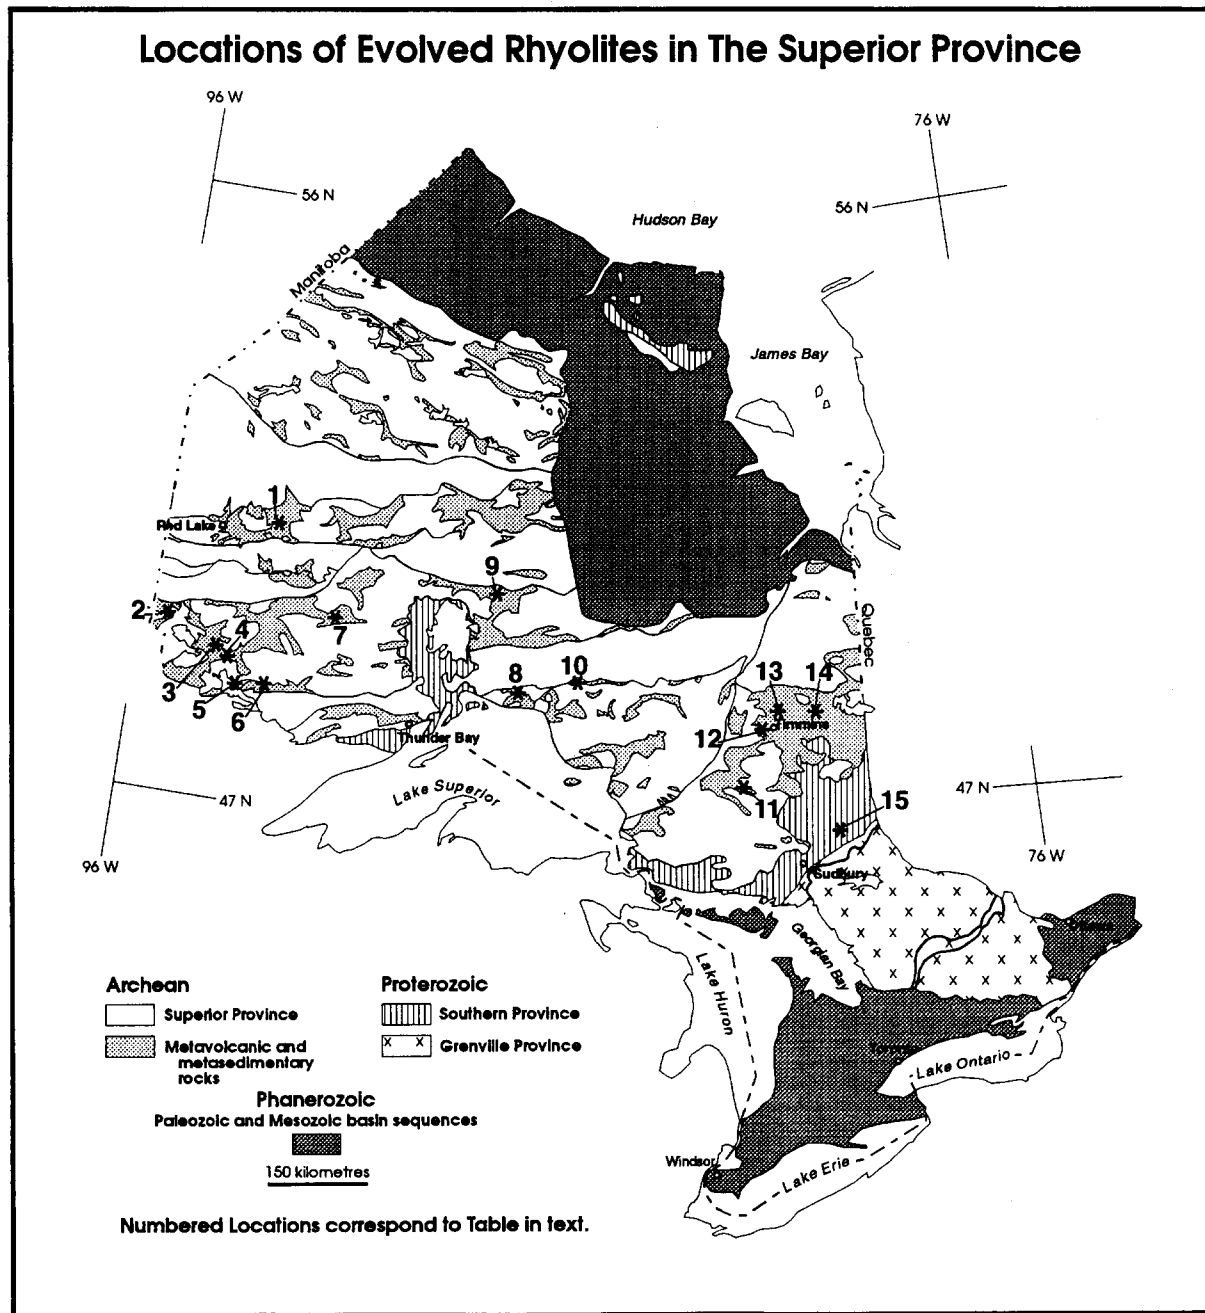 Locations of Evolved Rhyolites in The Superior Province
96 W
76 W
56 N
56 N
Hudson Bay
Manitoba
James Bay
1
Red Lake
9
2
7
4
Quebec
3
5
6
8
10
13
14
Timmins
12
Thunder Bay
11
15
47 N
47 N
Lake Superior
96 W
76 W
Sudbury
Georgian Bay
Lake Huron
Archean
Proterozoic
Superior Province
Southern Province
Metavolcanic and
metasedimentary
rocks
Grenville Province
Phanerozoic
Paleozoic and Mesozoic basin sequences
150 kilometres
Lake Ontario
Windsor
Lake Erie
Numbered Locations correspond to Table in text.